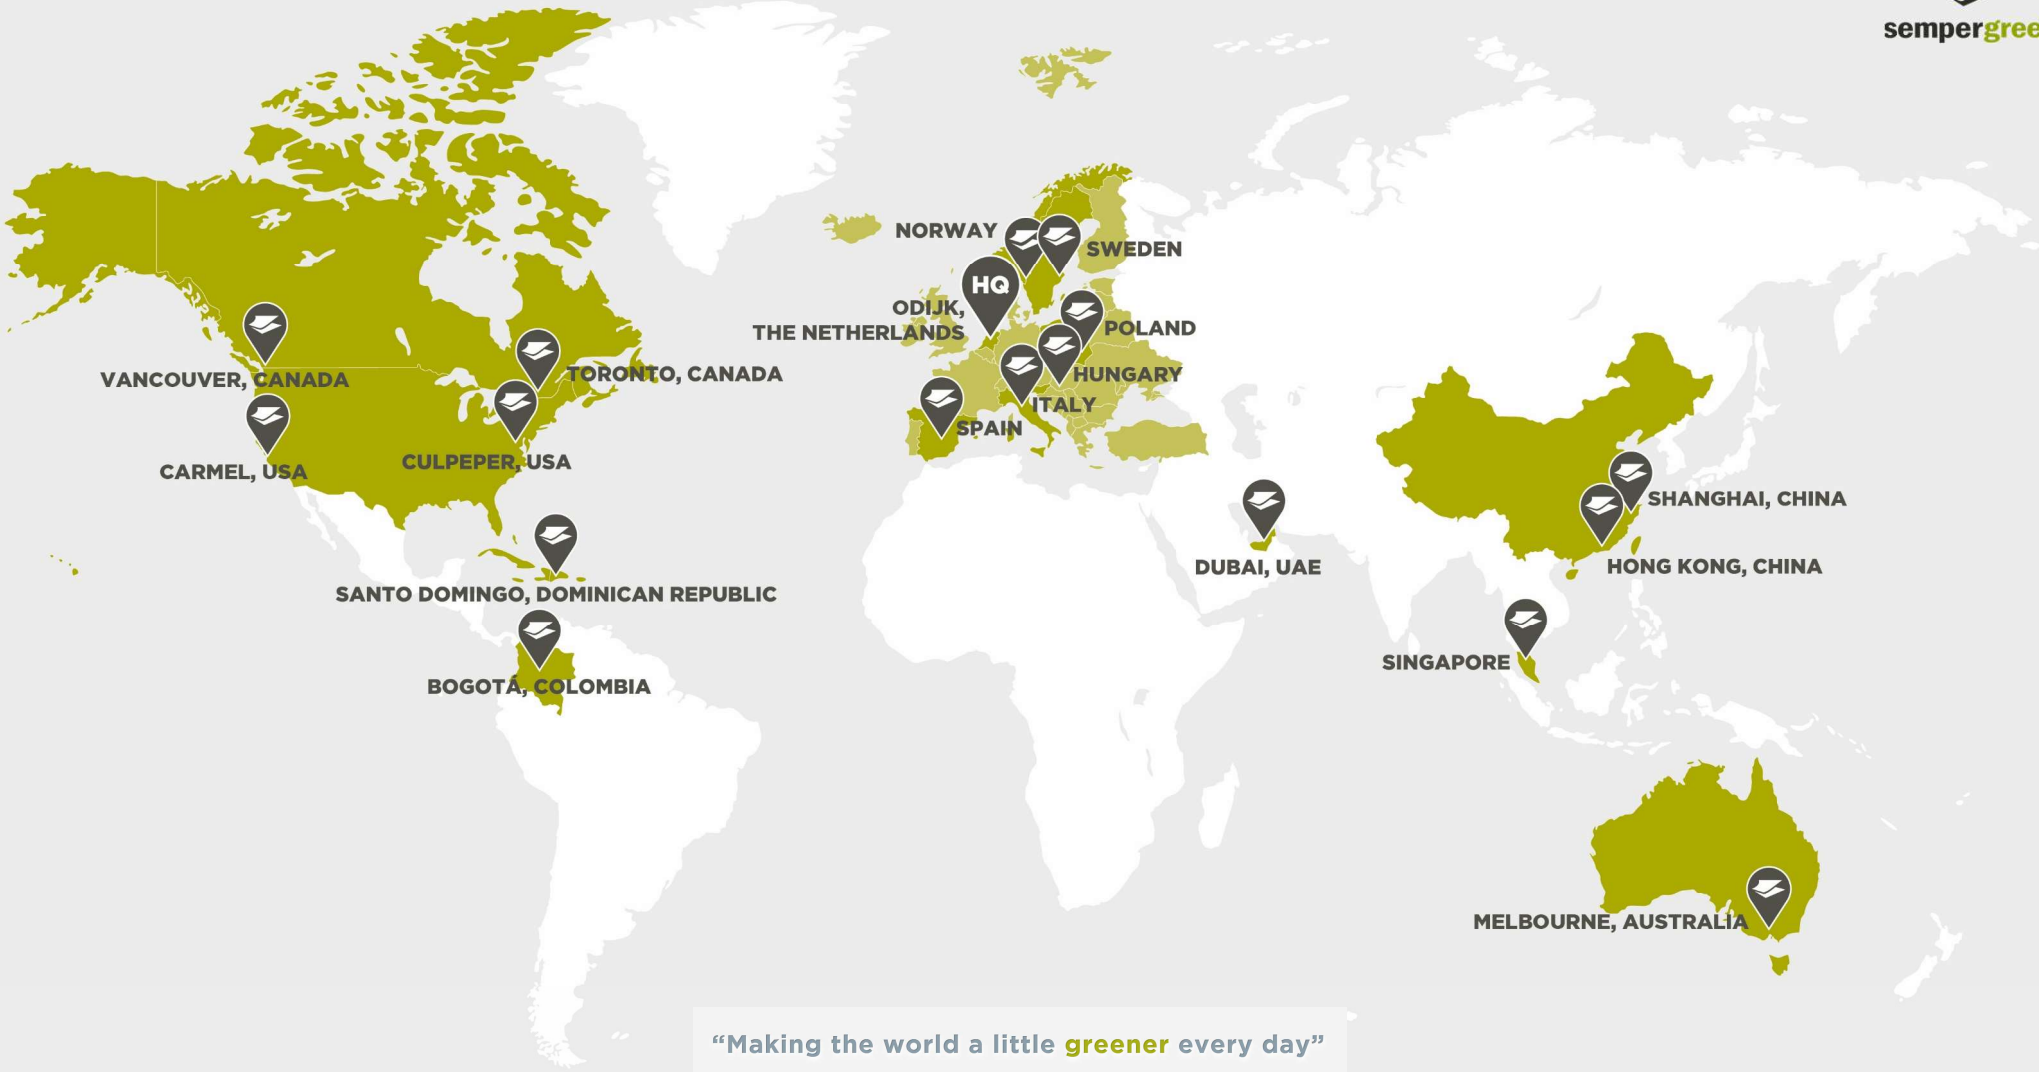 sempergree
NORWAY
SWEDEN
HQ
ODIJK,
THE NETHERLANDS
POLAND
VANCOUVER, CANADA
TORONTO, CANADA
HUNGARY
ITALY
SPAIN
CARMEL, USA
CULPEPER, USA
SHANGHAI, CHINA
DUBAI, UAE
HONG KONG, CHINA
SANTO DOMINGO, DOMINICAN REPUBLIC
SINGAPORE
BOGOTÁ, COLOMBIA
MELBOURNE, AUSTRALIA
“Making the world a little greener every day”